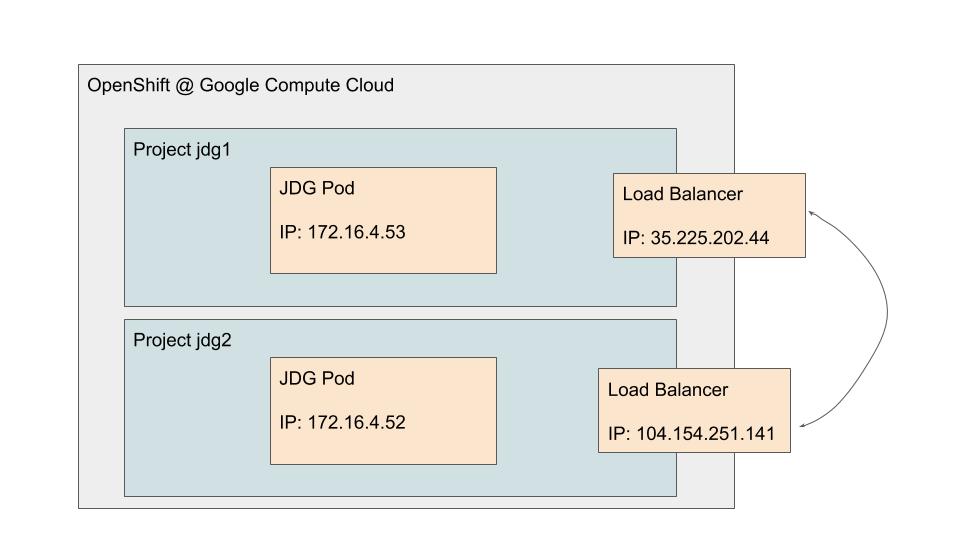 OpenShift @ Google Compute Cloud
Project jdg1
JDG Pod
IP: 172.16.4.53
Load Balancer
IP: 35.225.202.44
Project jdg2
JDG Pod
IP: 172.16.4.52
Load Balancer
IP: 104.154.251.141